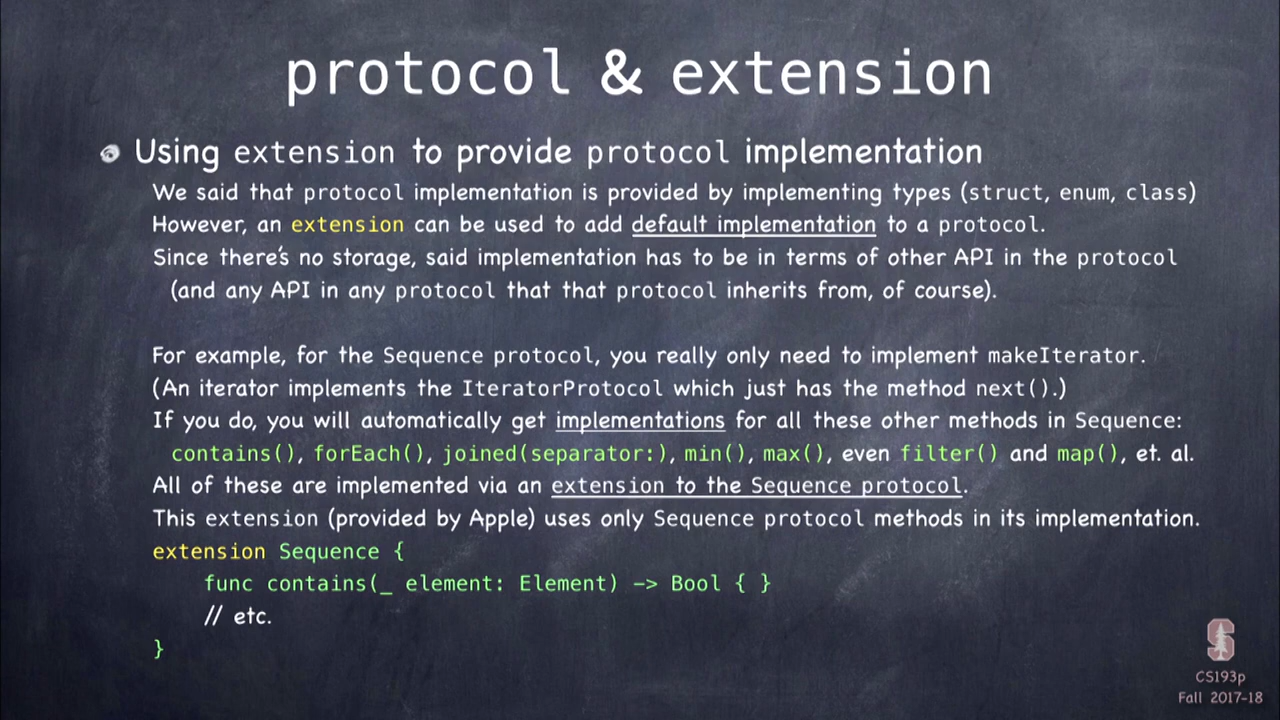 protocol & extension
Using extension to provide protocol implementation
We said that protocol implementation is provided by implementing types (struct, enum, class)
However, an extension can be used to add default implementation to a protocol.
Since there's no storage, said implementation has to be in terms of other API in the protocol
(and any API in any protocol that that protocol inherits from, of course).
For example, for the Sequence protocol, you really only need to implement makeIterator.
(An iterator implements the IteratorProtocol which just has the method next().)
If you do, you will automatically get implementations for all these other methods in Sequence:
contains(), forEach(), joined(separator:), min(), max(), even filter() and map(), et. al.
All of these are implemented via an extension to the Sequence protocol.
This extension (provided by Apple) uses only Sequence protocol methods in its implementation.
extension Sequence {
func contains(_ element: Element) -> Bool { }
// etc.
}
S
CS193p
Fall 2017-18